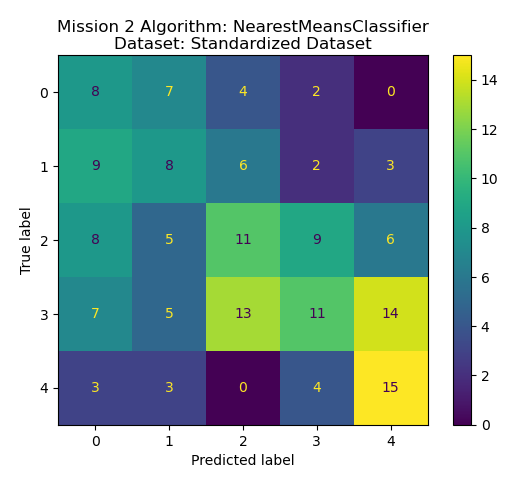 Mission 2 Algorithm: NearestMeansClassifier
Dataset: Standardized Dataset
0 8 7 4 2 0
1 9 8 6 2 3
2 8 5 11 9 6
3 7 5 13 11 14
4 3 3 0 4 15
0 1 2 3 4
True label
Predicted label
14
12
10
8
6
4
2
0